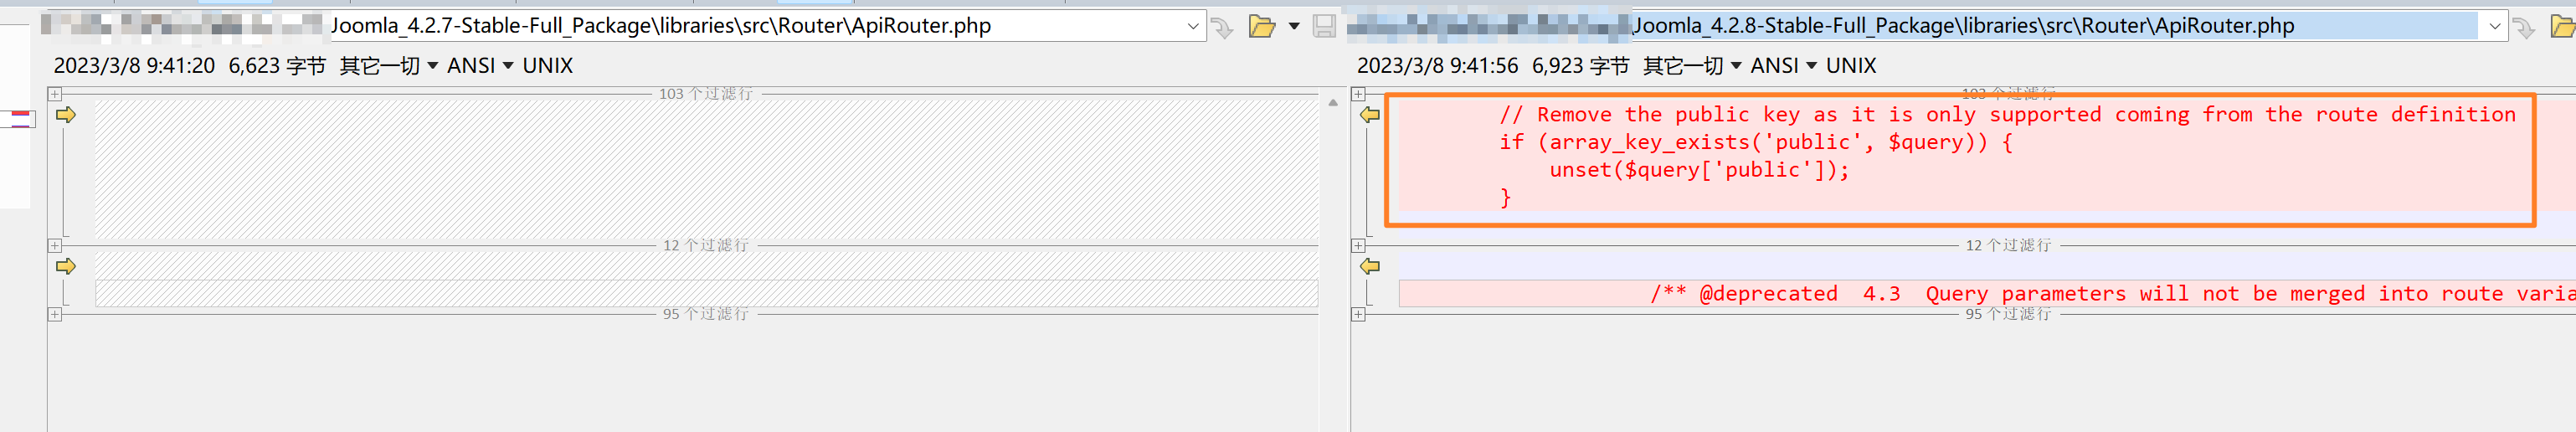 Joomla_4.2.7-Stable-Full_Package\libraries\src\Router\ApiRouter.php
2023/3/8 9:41:20 6,623 字节 其它一切 ANSI UNIX
103 个过滤行
12 个过滤行
95 个过滤行
Joomla_4.2.8-Stable-Full_Package\libraries\src\Router\ApiRouter.php
2023/3/8 9:41:56 6,923 字节 其它一切 ANSI UNIX
103 个过滤行
// Remove the public key as it is only supported coming from the route definition
if (array_key_exists('public', $query)) {
unset($query['public']);
}
12 个过滤行
/** @deprecated 4.3 Query parameters will not be merged into route varia
95 个过滤行